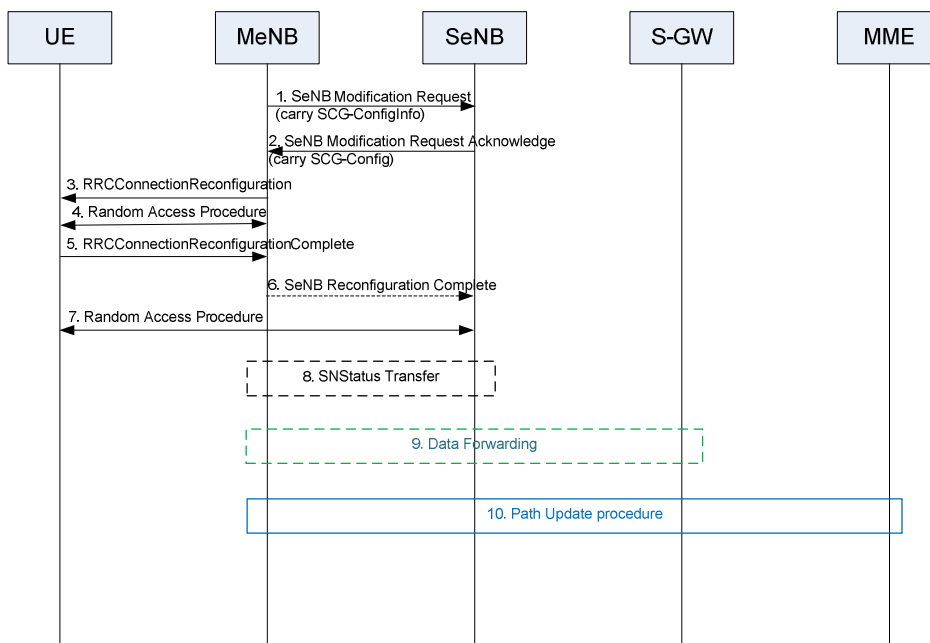 UE
MeNB
SeNB
S-GW
MME
1. SeNB Modification Request
(carry SCG-ConfigInfo)
2. SeNB Modification Request Acknowledge
(carry SCG-Config)
3. RRCConnectionReconfiguration
4. Random Access Procedure
5. RRCConnectionReconfigurationComplete
6. SeNB Reconfiguration Complete
7. Random Access Procedure
8. SNStatus Transfer
9. Data Forwarding
10. Path Update procedure